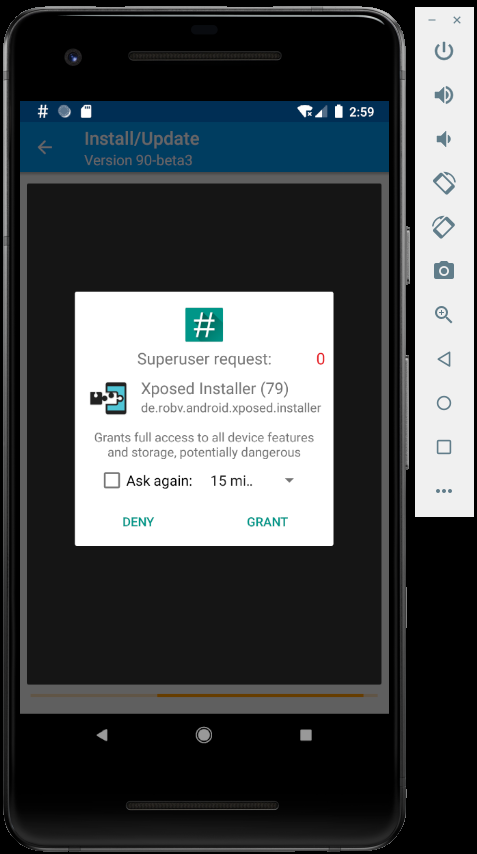 # 2:59
Install/Update
Version 90-beta3
#
Superuser request: 0
Xposed Installer (79)
de.robv.android.xposed.installer
Grants full access to all device features
and storage, potentially dangerous
Ask again: 15 mi..
DENY GRANT